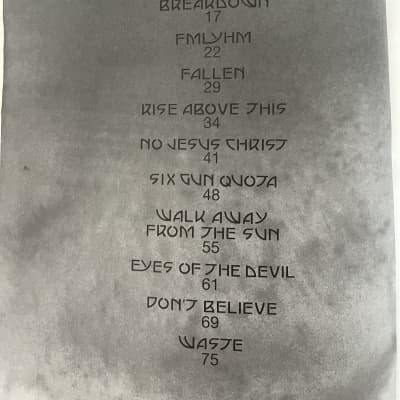 BREAKDOWN
17
FMLYHM
22
FALLEN
29
RISE ABOVE THIS
34
NO JESUS CHRIST
41
SIX GUN QUOTA
48
WALK AWAY
FROM THE SUN
55
EYES OF THE DEVIL
61
DON'T BELIEVE
69
WASTE
75